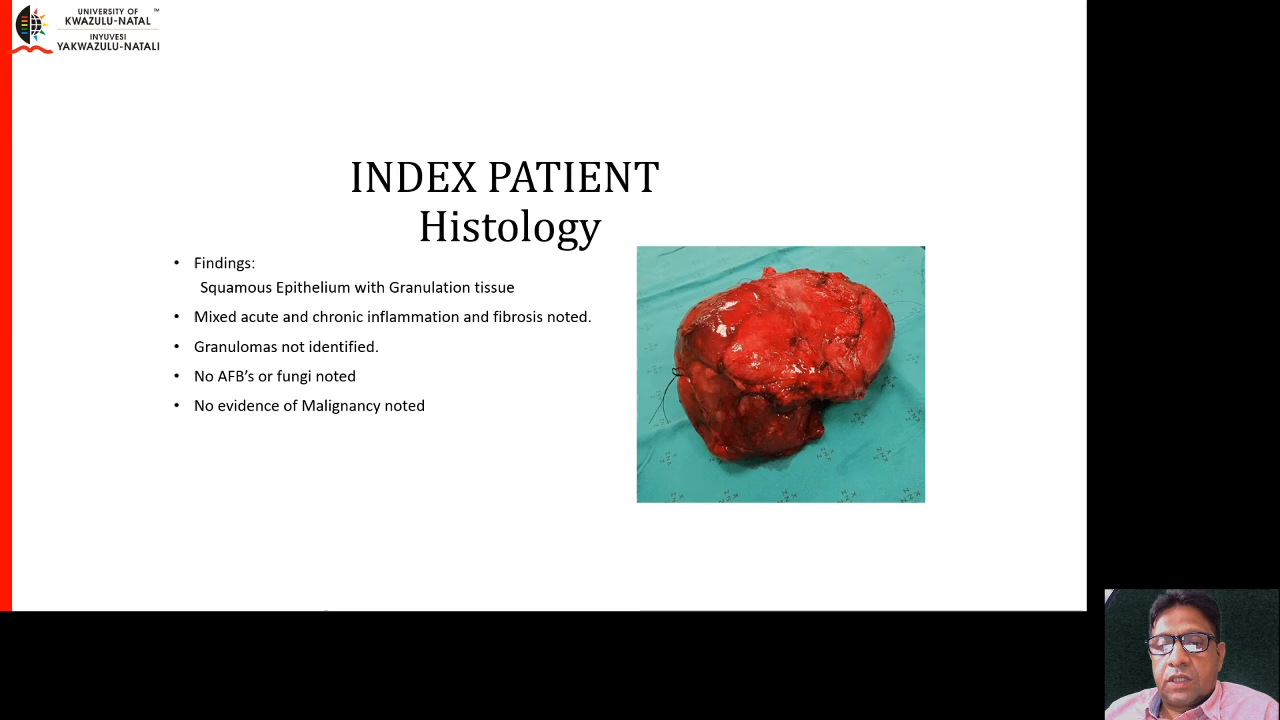 UNIVERSITY OF
KWAZULU-NATAL
TM
INYUVESI
YAKWAZULU-NATALI
INDEX PATIENT
Histology
• Findings:
Squamous Epithelium with Granulation tissue
• Mixed acute and chronic inflammation and fibrosis noted.
• Granulomas not identified.
• No AFB’s or fungi noted
• No evidence of Malignancy noted